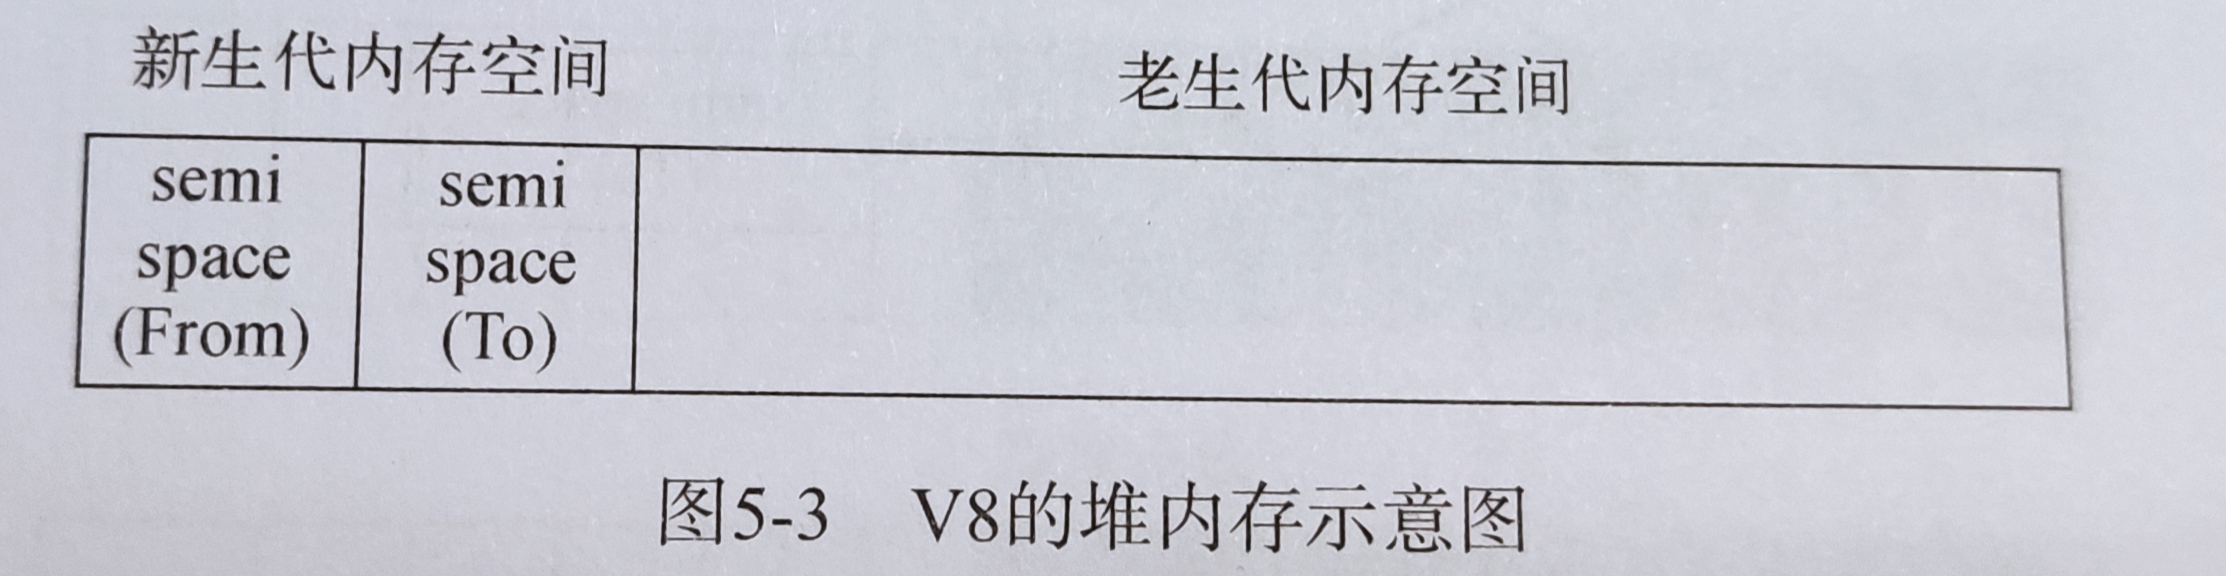 新生代内存空间
老生代内存空间
semi
space
(From)
semi
space
(To)
图5-3 V8的堆内存示意图